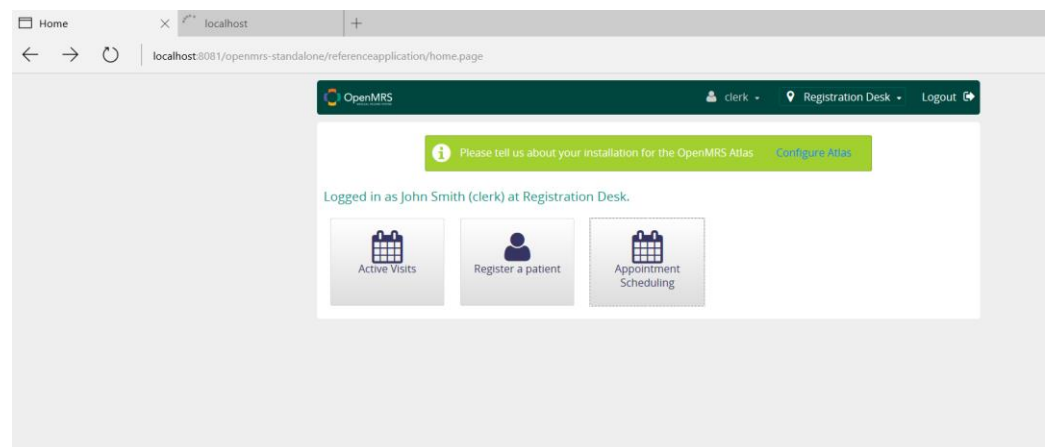 Home
localhost
localhost:8081/openmrs-standalone/referenceapplication/home.page
OpenMRS
clerk
Registration Desk
Logout
Please tell us about your installation for the OpenMRS Atlas Configure Atlas
Logged in as John Smith (clerk) at Registration Desk.
Active Visits
Register a patient
Appointment
Scheduling